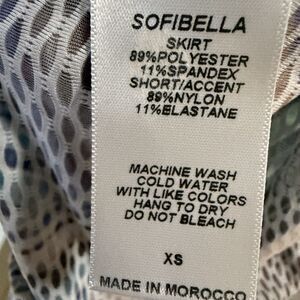 SOFIBELLA
SKIRT
89%POLYESTER
11%SPANDEX
SHORT/ACCENT
89%NYLON
11%ELASTANE
MACHINE WASH
COLD WATER
WITH LIKE COLORS
HANG TO DRY
DO NOT BLEACH
XS
MADE IN MOROCCO